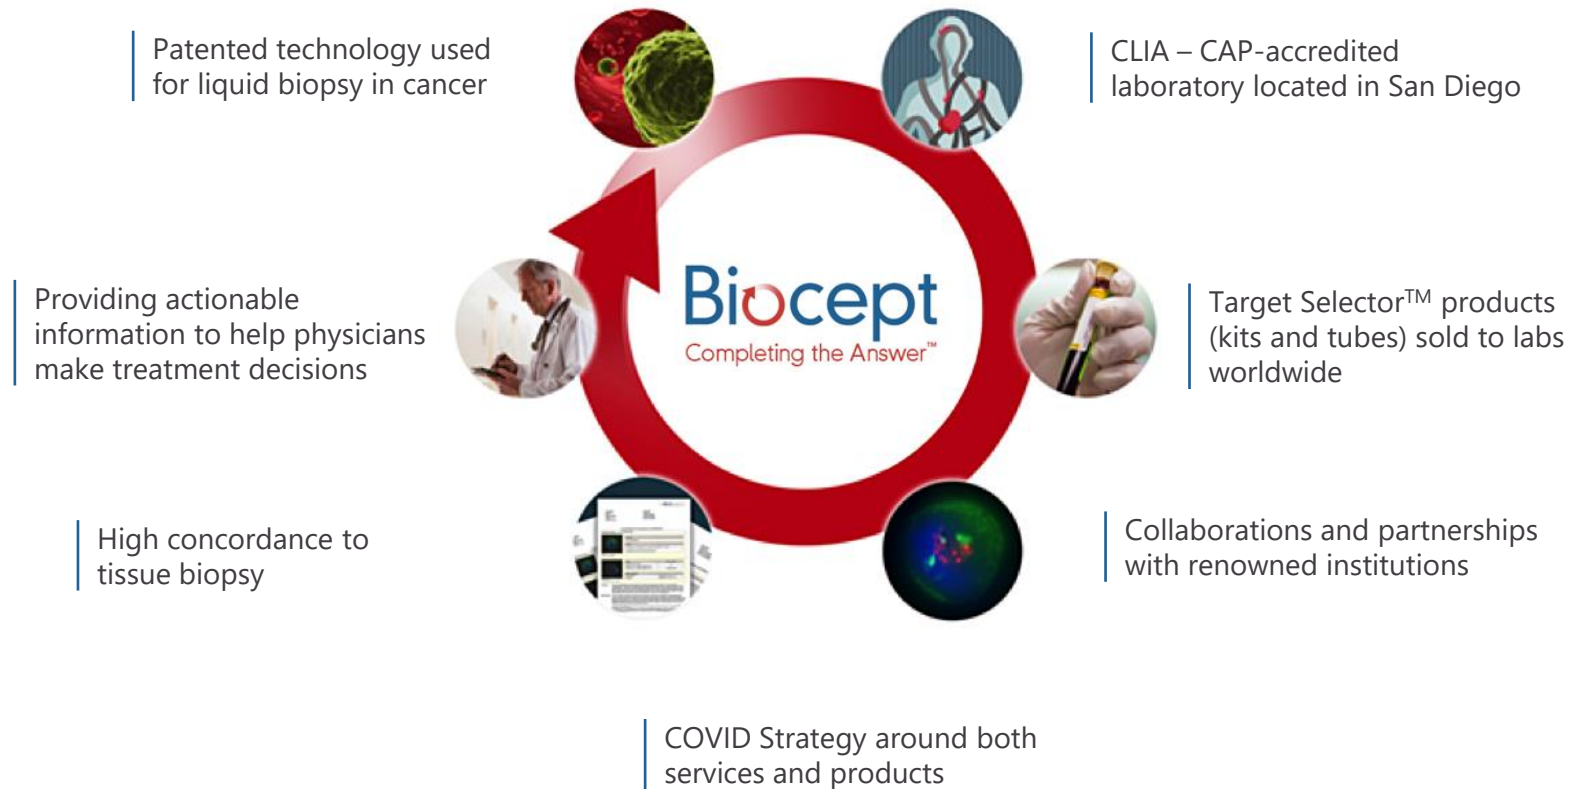 Patented technology used
for liquid biopsy in cancer
CLIA – CAP-accredited
laboratory located in San Diego
Providing actionable
information to help physicians
make treatment decisions
Biocept
Completing the Answer™
Target Selector™ products
(kits and tubes) sold to labs
worldwide
High concordance to
tissue biopsy
Collaborations and partnerships
with renowned institutions
COVID Strategy around both
services and products